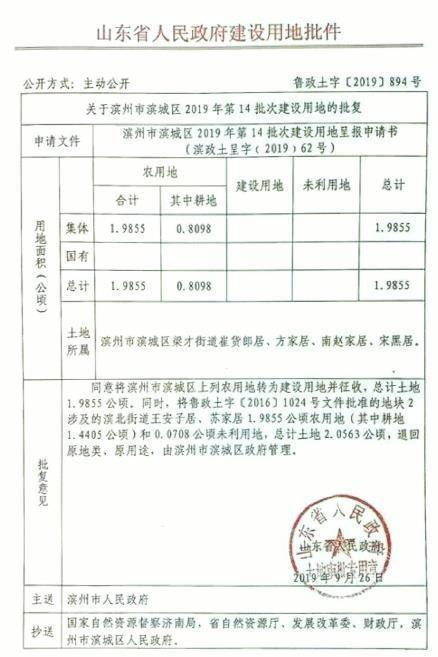 山东省人民政府建设用地批件
公开方式：主动公开 鲁政土字〔2019〕894号
关于滨州市滨城区2019年第14批次建设用地的批复
申请文件 滨州市滨城区2019年第14批次建设用地呈报申请书
（滨政土呈字〔2019〕62号）
用地面积（公顷） 农用地 建设用地 未利用地 总计
合计 其中耕地
集体 1.9855 0.8098 1.9855
国有
总计 1.9855 0.8098 1.9855
土地所属 滨州市滨城区梁才街道崔货郎居、方家居、南赵家居、宋黑居。
批复意见
同意将滨州市滨城区上列农用地转为建设用地并征收，总计土地
1.9855公顷。同时，将鲁政土字〔2016〕1024号文件批准的地块2
涉及的滨北街道王安子居、苏家居1.9855公顷农用地（其中耕地
1.4405公顷）和0.0708公顷未利用地，总计土地2.0563公顷，退回
原地类、原用途，由滨州市滨城区政府管理。
山东省人民政府
土地审批专用章
山东省人民政府
2019年9月26日
主送 滨州市人民政府
抄送 国家自然资源督察济南局，省自然资源厅、发展改革委、财政厅，滨
州市滨城区人民政府。